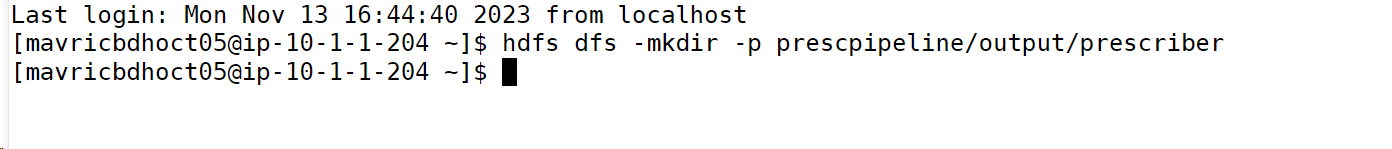 Last login: Mon Nov 13 16:44:40 2023 from localhost
[mavricbdhoct05@ip-10-1-1-204 ~]$ hdfs dfs -mkdir -p prescpipeline/output/prescriber
[mavricbdhoct05@ip-10-1-1-204 ~]$